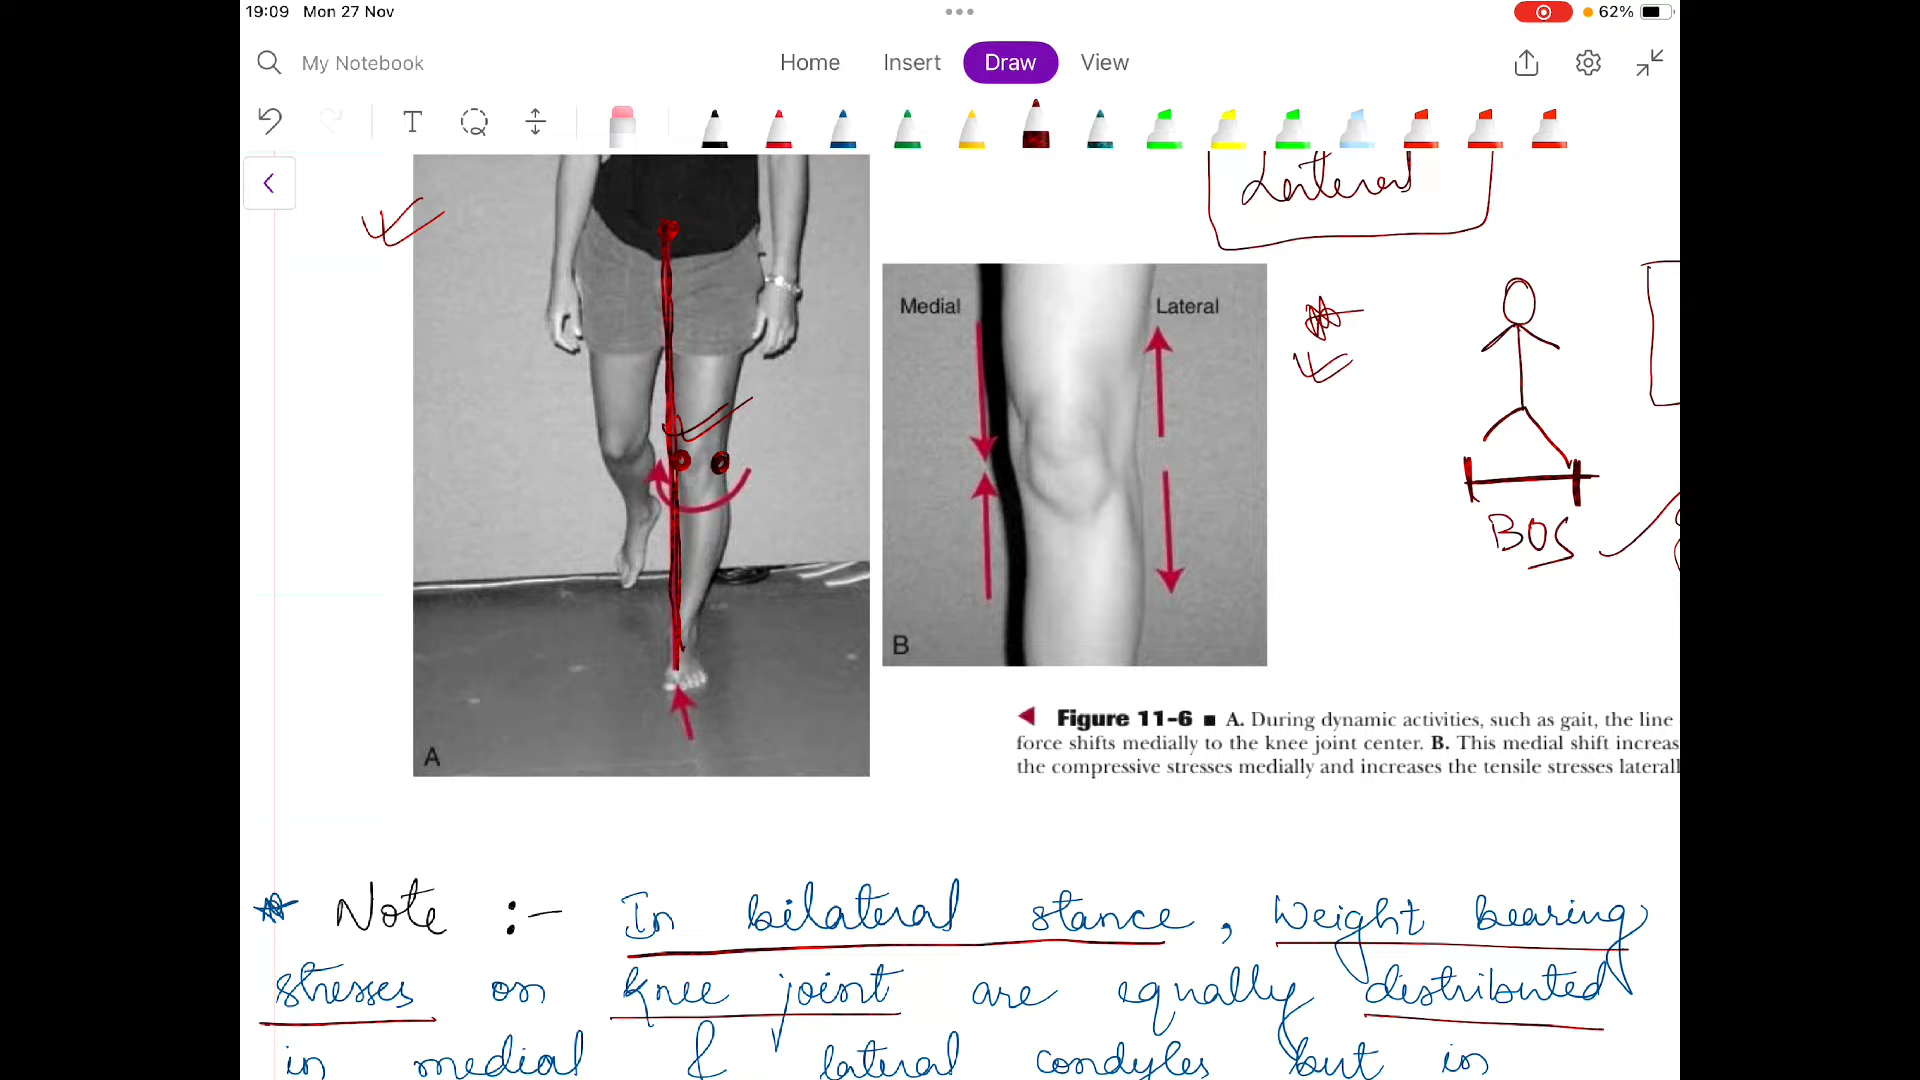 19:09 Mon 27 Nov
62%
My Notebook
Home Insert Draw View
T
Lateral
Medial Lateral
A
B
BOS
Figure 11-6 ■ A. During dynamic activities, such as gait, the line
force shifts medially to the knee joint center. B. This medial shift increas
the compressive stresses medially and increases the tensile stresses laterall
Note :- In bilateral stance, Weight bearing
stresses on knee joint are equally distributed
in medial & lateral condyles but in